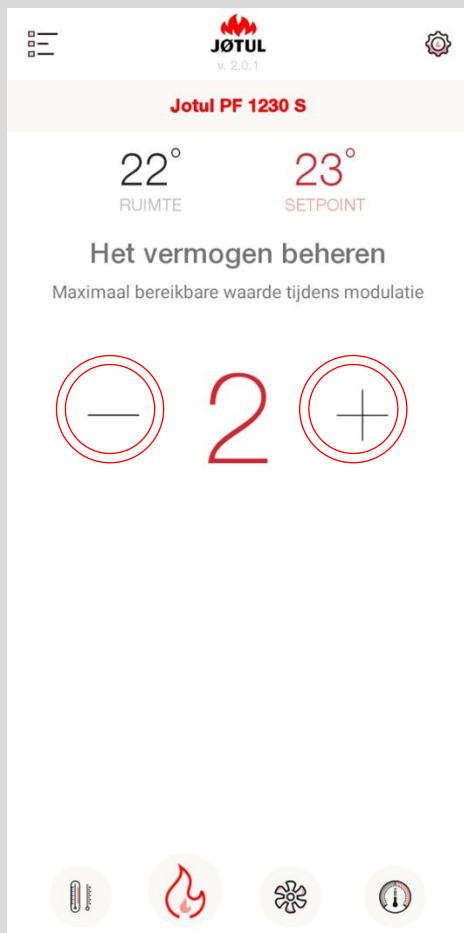 JØTUL
v. 2.0.1
Jotul PF 1230 S
22° 23°
RUIMTE SETPOINT
Het vermogen beheren
Maximaal bereikbare waarde tijdens modulatie
— 2 +